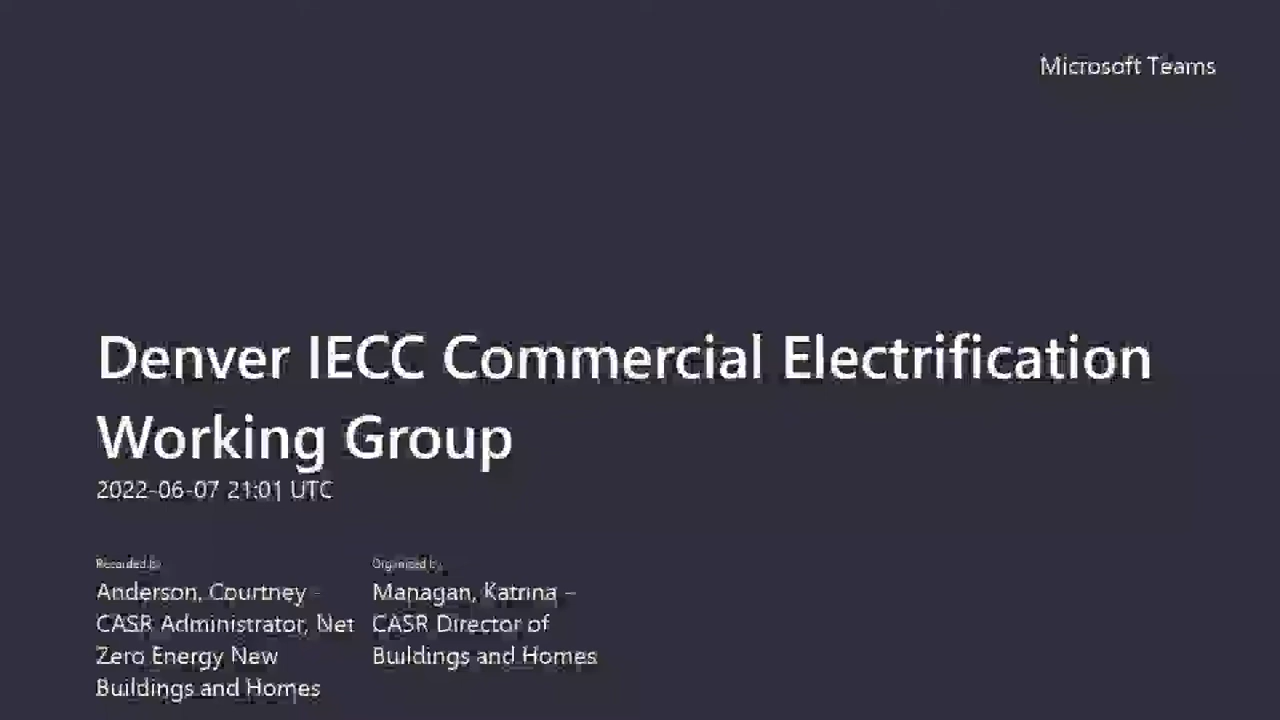 Microsoft Teams
Denver IECC Commercial Electrification
Working Group
2022-06-07 21:01 UTC
Recorded by
Organized by
Anderson, Courtney -
CASR Administrator, Net
Zero Energy New
Buildings and Homes
Managan, Katrina –
CASR Director of
Buildings and Homes